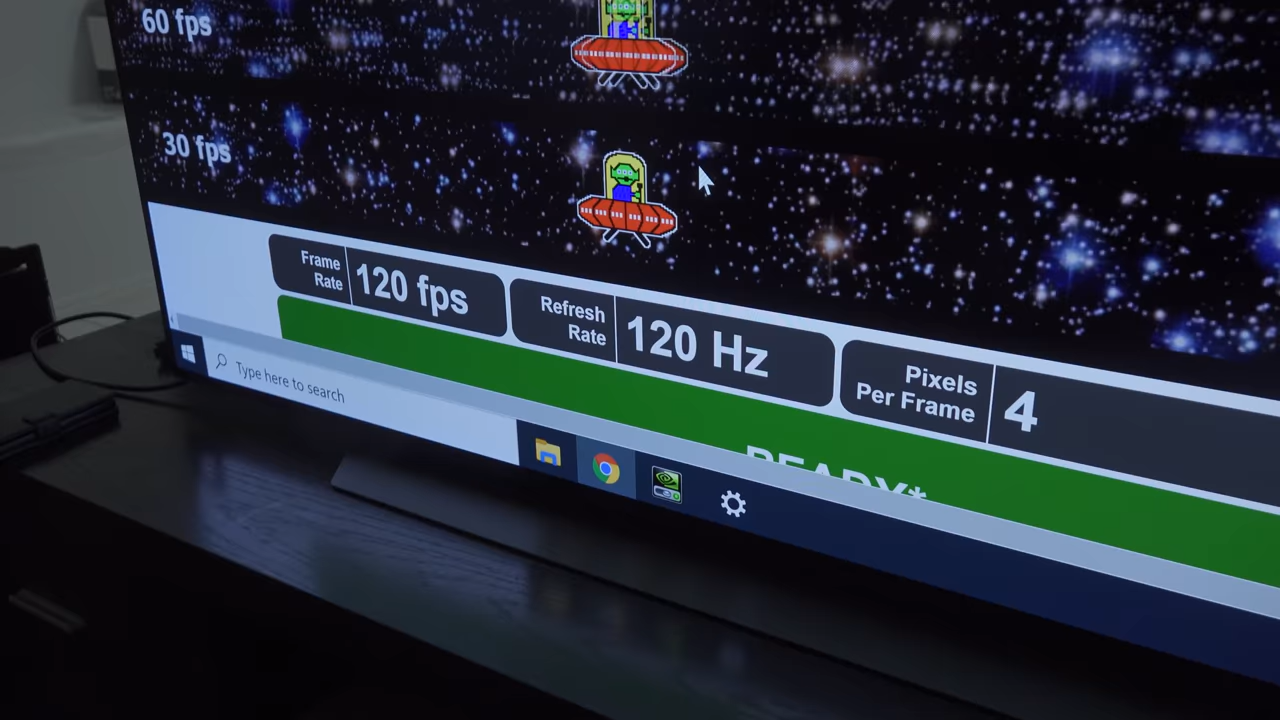 60 fps
30 fps
Frame
Rate
120 fps
Refresh
Rate
120 Hz
Pixels
Per Frame
4
READY*
Type here to search